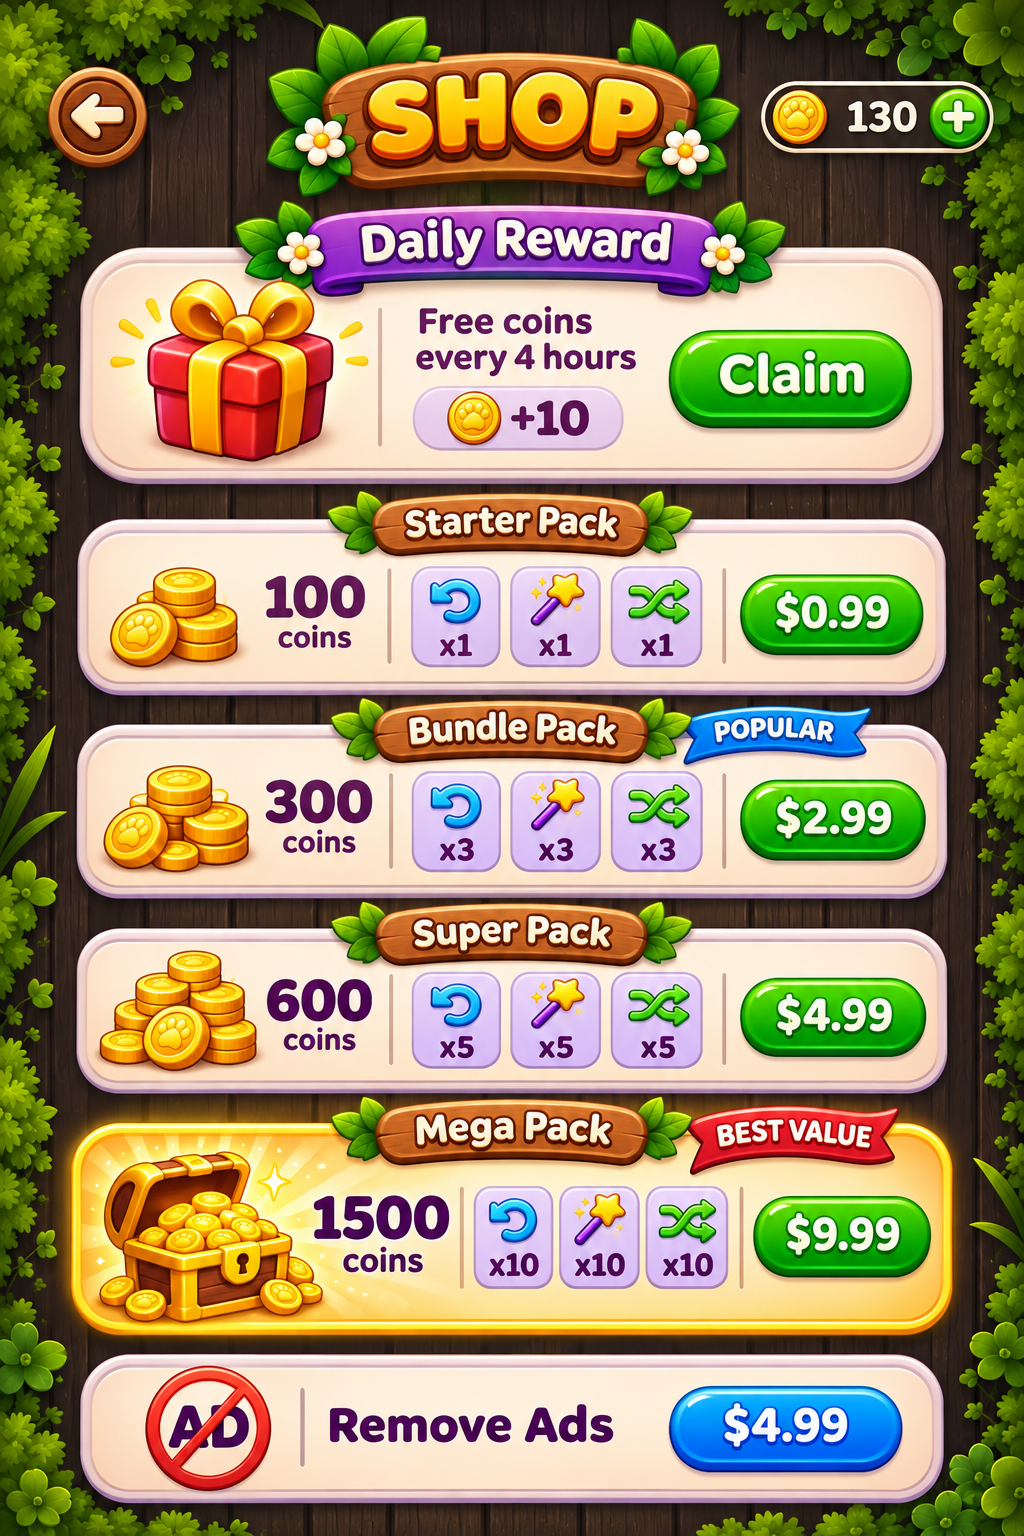 SHOP
130
Daily Reward
Free coins
every 4 hours
+10
Claim
Starter Pack
100
coins
x1
x1
x1
$0.99
Bundle Pack
POPULAR
300
coins
x3
x3
x3
$2.99
Super Pack
600
coins
x5
x5
x5
$4.99
Mega Pack
BEST VALUE
1500
coins
x10
x10
x10
$9.99
AD
Remove Ads
$4.99